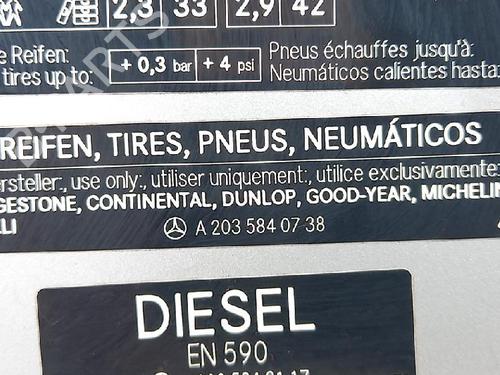 2,3 33 2,9 42
e Reifen: + 0,3 bar + 4 psi Pneus échauffes jusqu'à:
tires up to: Neumáticos calientes hasta:
REIFEN, TIRES, PNEUS, NEUMÁTICOS
ersteller:, use only:, utiliser uniquement:, utilice exclusivamente:
GESTONE, CONTINENTAL, DUNLOP, GOOD-YEAR, MICHELIN
LLI
A 203 584 07-38
DIESEL
EN 590